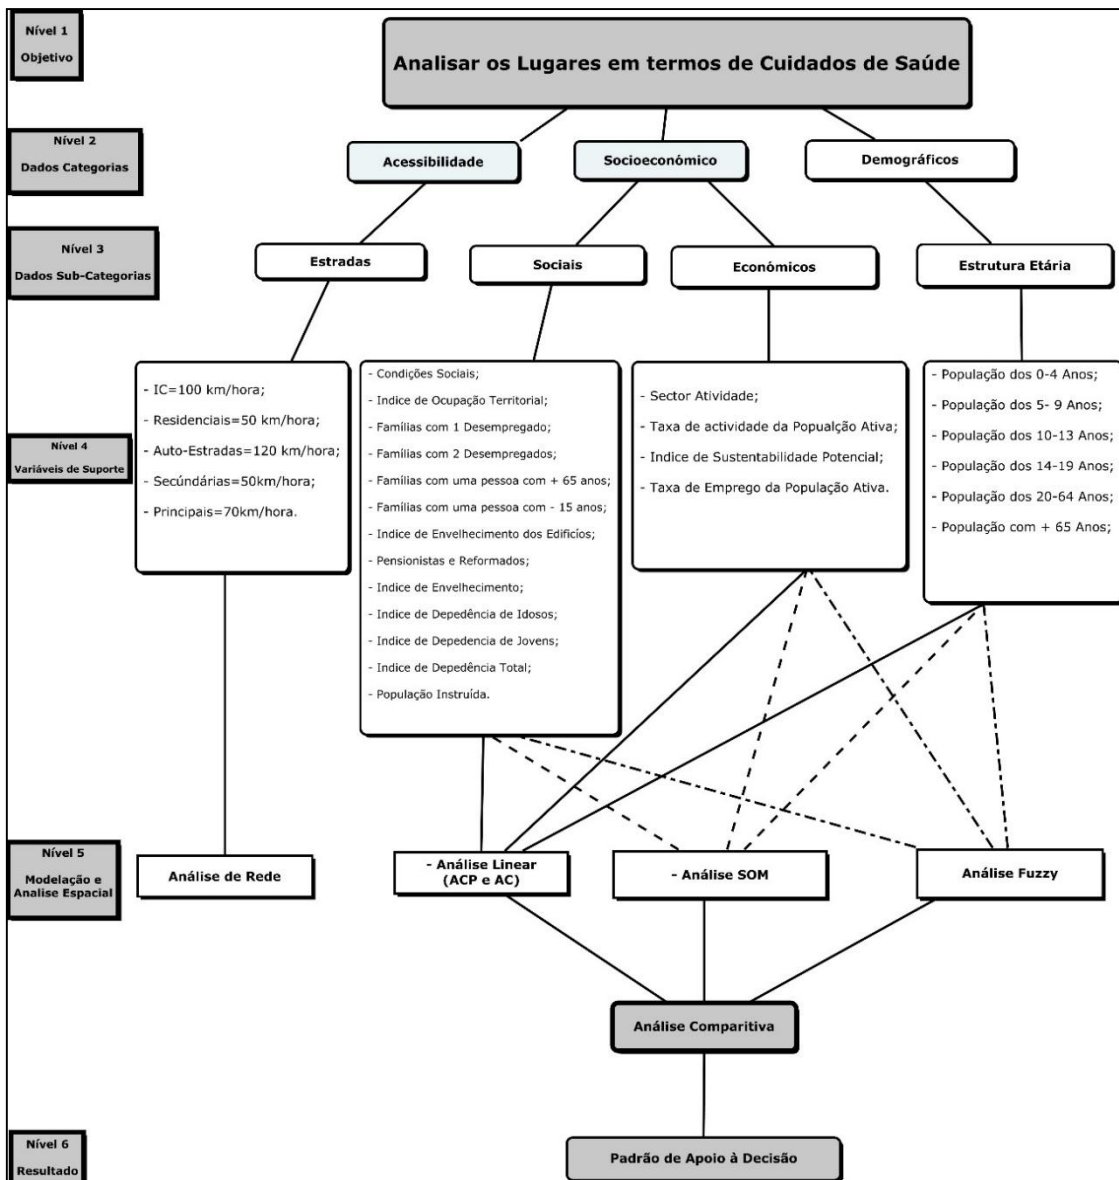 Nível 1
Objetivo
Analisar os Lugares em termos de Cuidados de Saúde
Nível 2
Dados Categorias
Acessibilidade
Socioeconómico
Demográficos
Nível 3
Dados Sub-Categorias
Estradas
Sociais
Económicos
Estrutura Etária
Nível 4
Variáveis de Suporte
- IC=100 km/hora;
- Residenciais=50 km/hora;
- Auto-Estradas=120 km/hora;
- Secúndárias=50km/hora;
- Principais=70km/hora.
- Condições Sociais;
- Indice de Ocupação Territorial;
- Famílias com 1 Desempregado;
- Famílias com 2 Desempregados;
- Famílias com uma pessoa com + 65 anos;
- Famílias com uma pessoa com - 15 anos;
- Indice de Envelhecimento dos Edificíos;
- Pensionistas e Reformados;
- Indice de Envelhecimento;
- Indice de Depedência de Idosos;
- Indice de Depedencia de Jovens;
- Indice de Depedência Total;
- População Instruída.
- Sector Atividade;
- Taxa de actividade da Popualção Ativa;
- Indice de Sustentabilidade Potencial;
- Taxa de Emprego da População Ativa.
- População dos 0-4 Anos;
- População dos 5- 9 Anos;
- População dos 10-13 Anos;
- População dos 14-19 Anos;
- População dos 20-64 Anos;
- População com + 65 Anos;
Nível 5
Modelação e
Analise Espacial
Análise de Rede
- Análise Linear
(ACP e AC)
- Análise SOM
Análise Fuzzy
Análise Comparitiva
Nível 6
Resultado
Padrão de Apoio à Decisão